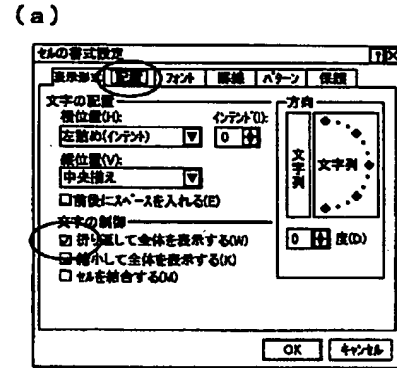 (a)
セルの書式設定
表示形式 配置 フォント 罫線 パターン 保護
文字の配置
横位置(H): インデント(I):
左詰め(インデント) 0
縦位置(V):
中央揃え
前後にスペースを入れる(E)
文字の制御
折り返して全体を表示する(W)
縮小して全体を表示する(K)
セルを結合する(M)
方向
文字列
文字列
0 度(D)
OK キャンセル